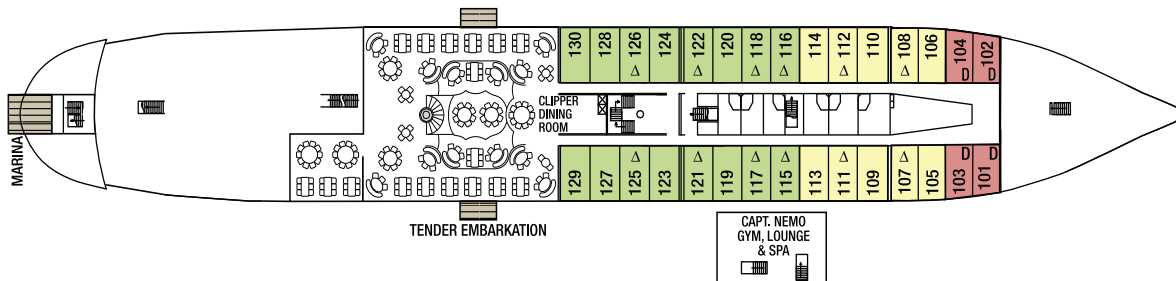 130 128 126 124 122 120 118 116 114 112 110 108 106 104 102
Δ Δ Δ Δ Δ Δ D D
CLIPPER
DINING
ROOM
MARINA
Δ Δ Δ Δ Δ Δ D D
129 127 125 123 121 119 117 115 113 111 109 107 105 103 101
TENDER EMBARKATION
CAPT. NEMO
GYM, LOUNGE
& SPA